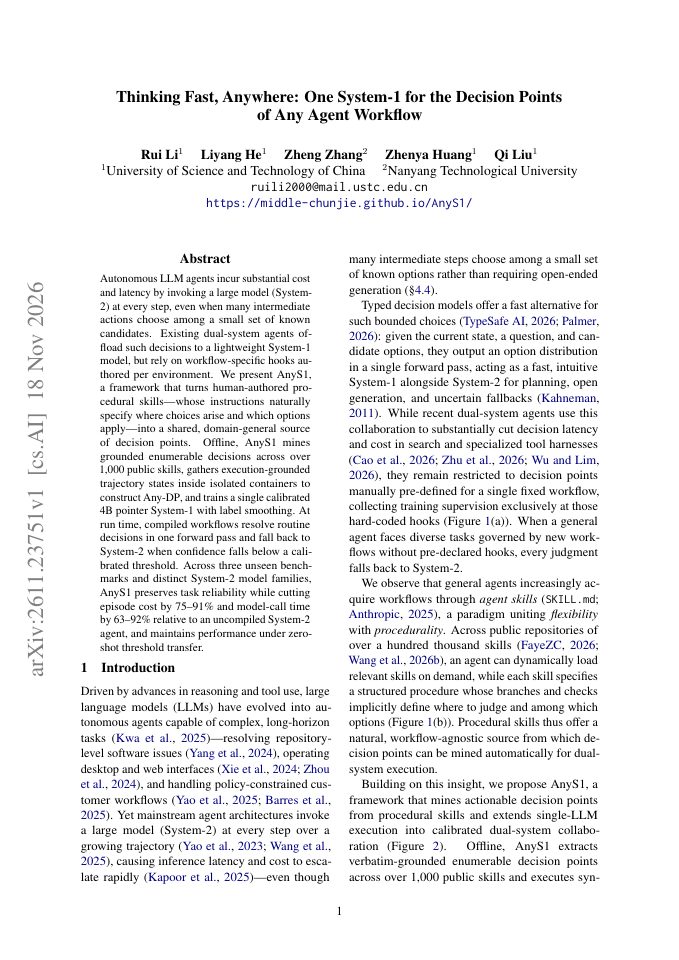 Thinking Fast, Anywhere: One System-1 for the Decision Points
of Any Agent Workflow
Rui Li¹ Liyang He¹ Zheng Zhang² Zhenya Huang¹ Qi Liu¹
¹University of Science and Technology of China ²Nanyang Technological University
ruili2000@mail.ustc.edu.cn
https://middle-chunjie.github.io/AnyS1/
arXiv:2611.23751v1 [cs.AI] 18 Nov 2026
Abstract
Autonomous LLM agents incur substantial cost
and latency by invoking a large model (System-
2) at every step, even when many intermediate
actions choose among a small set of known
candidates. Existing dual-system agents of-
fload such decisions to a lightweight System-1
model, but rely on workflow-specific hooks au-
thored per environment. We present AnyS1,
a framework that turns human-authored pro-
cedural skills—whose instructions naturally
specify where choices arise and which options
apply—into a shared, domain-general source
of decision points. Offline, AnyS1 mines
grounded enumerable decisions across over
1,000 public skills, gathers execution-grounded
trajectory states inside isolated containers to
construct Any-DP, and trains a single calibrated
4B pointer System-1 with label smoothing. At
run time, compiled workflows resolve routine
decisions in one forward pass and fall back to
System-2 when confidence falls below a cali-
brated threshold. Across three unseen bench-
marks and distinct System-2 model families,
AnyS1 preserves task reliability while cutting
episode cost by 75–91% and model-call time
by 63–92% relative to an uncompiled System-2
agent, and maintains performance under zero-
shot threshold transfer.
1 Introduction
Driven by advances in reasoning and tool use, large
language models (LLMs) have evolved into au-
tonomous agents capable of complex, long-horizon
tasks (Kwa et al., 2025)—resolving repository-
level software issues (Yang et al., 2024), operating
desktop and web interfaces (Xie et al., 2024; Zhou
et al., 2024), and handling policy-constrained cus-
tomer workflows (Yao et al., 2025; Barres et al.,
2025). Yet mainstream agent architectures invoke
a large model (System-2) at every step over a
growing trajectory (Yao et al., 2023; Wang et al.,
2025), causing inference latency and cost to esca-
late rapidly (Kapoor et al., 2025)—even though
many intermediate steps choose among a small set
of known options rather than requiring open-ended
generation (§4.4).
Typed decision models offer a fast alternative for
such bounded choices (TypeSafe AI, 2026; Palmer,
2026): given the current state, a question, and can-
didate options, they output an option distribution
in a single forward pass, acting as a fast, intuitive
System-1 alongside System-2 for planning, open
generation, and uncertain fallbacks (Kahneman,
2011). While recent dual-system agents use this
collaboration to substantially cut decision latency
and cost in search and specialized tool harnesses
(Cao et al., 2026; Zhu et al., 2026; Wu and Lim,
2026), they remain restricted to decision points
manually pre-defined for a single fixed workflow,
collecting training supervision exclusively at those
hard-coded hooks (Figure 1(a)). When a general
agent faces diverse tasks governed by new work-
flows without pre-declared hooks, every judgment
falls back to System-2.
We observe that general agents increasingly ac-
quire workflows through agent skills (SKILL.md;
Anthropic, 2025), a paradigm uniting flexibility
with procedurality. Across public repositories of
over a hundred thousand skills (FayeZC, 2026;
Wang et al., 2026b), an agent can dynamically load
relevant skills on demand, while each skill specifies
a structured procedure whose branches and checks
implicitly define where to judge and among which
options (Figure 1(b)). Procedural skills thus offer a
natural, workflow-agnostic source from which de-
cision points can be mined automatically for dual-
system execution.
Building on this insight, we propose AnyS1, a
framework that mines actionable decision points
from procedural skills and extends single-LLM
execution into calibrated dual-system collabo-
ration (Figure 2). Offline, AnyS1 extracts
verbatim-grounded enumerable decision points
across over 1,000 public skills and executes syn-
1